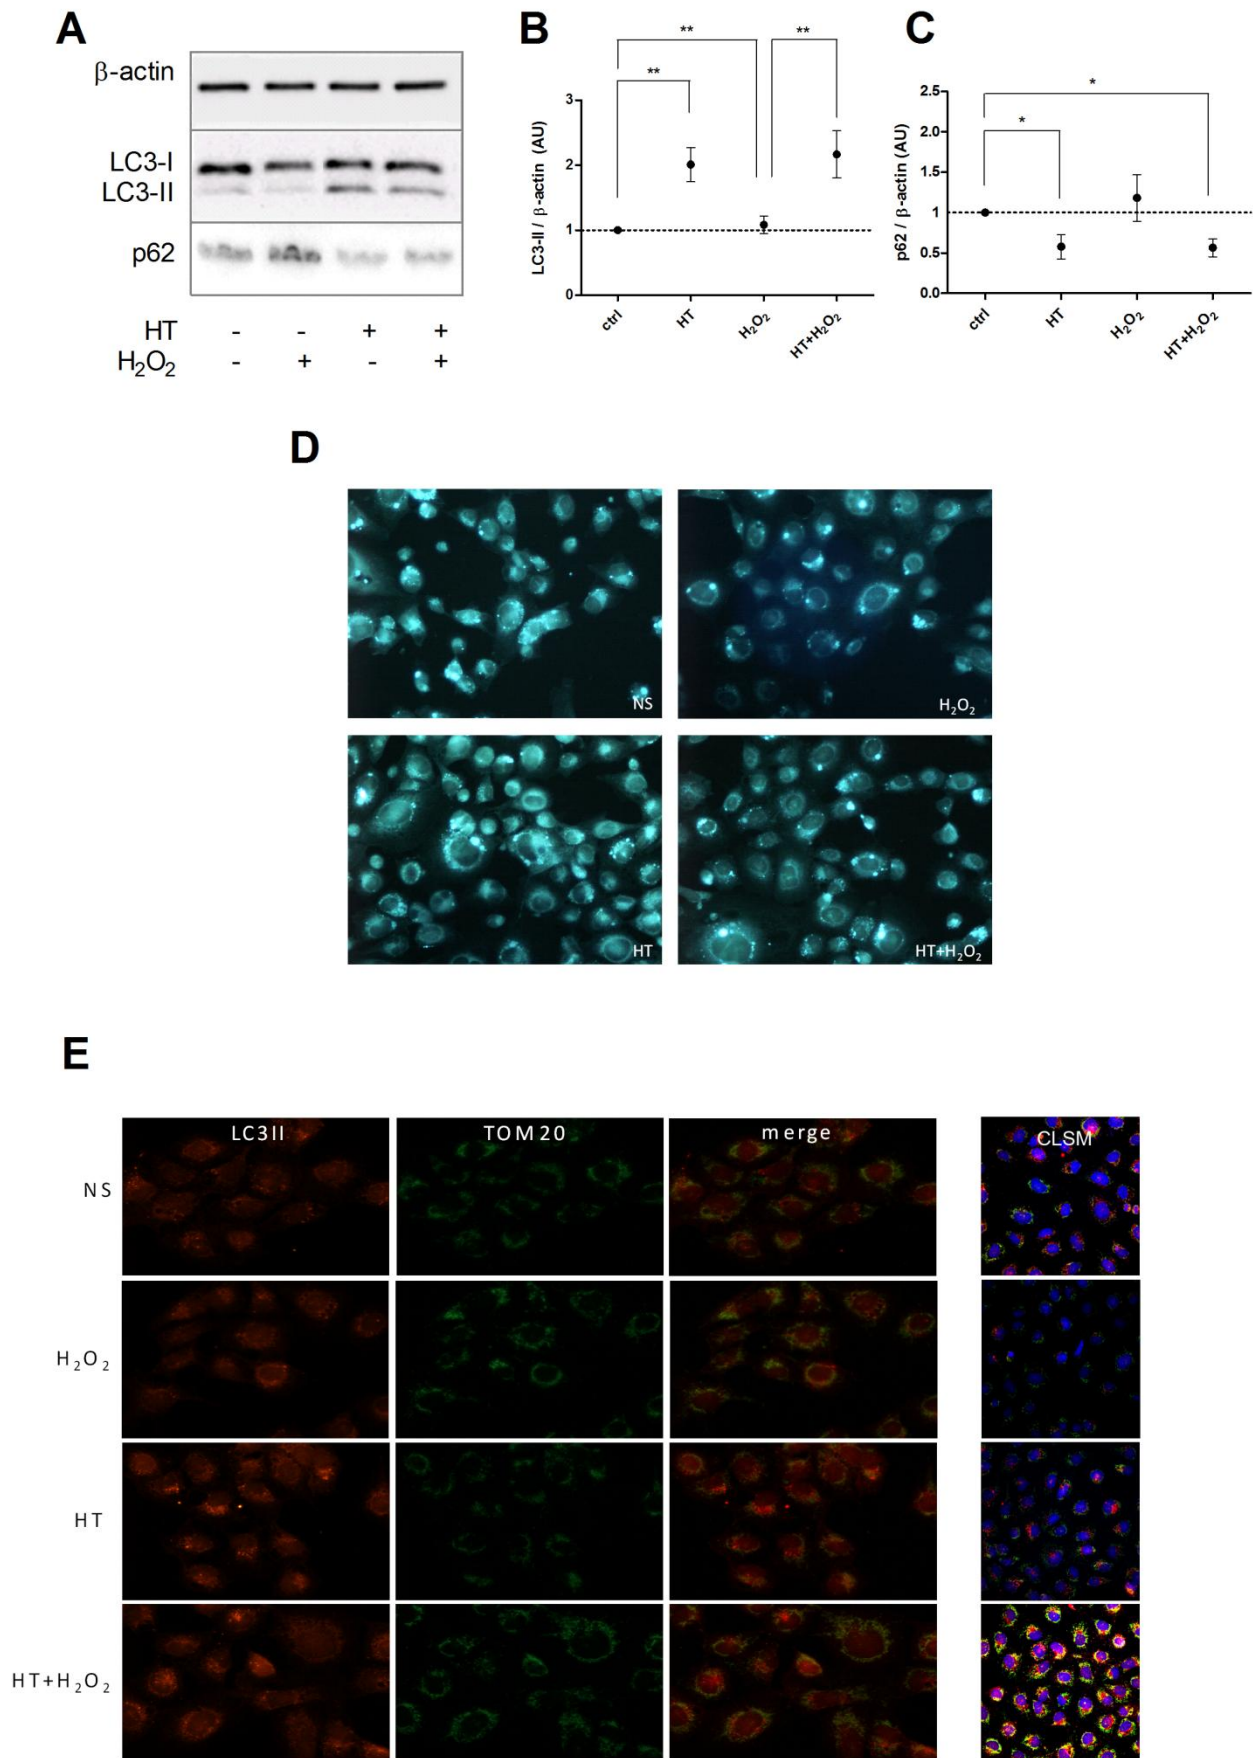 A
β-actin
LC3-I
LC3-II
p62
HT - - + +
H₂O₂ - + - +
B
** **
**
3
2
1
0
LC3-II / β-actin (AU)
ctrl
HT
H₂O₂
HT+H₂O₂
C
*
*
2.5
2.0
1.5
1
0.5
0.0
p62 / β-actin (AU)
ctrl
HT
H₂O₂
HT+H₂O₂
D
NS
H₂O₂
HT
HT+H₂O₂
E
LC3II TOM20 merge CLSM
NS
H₂O₂
HT
HT+H₂O₂